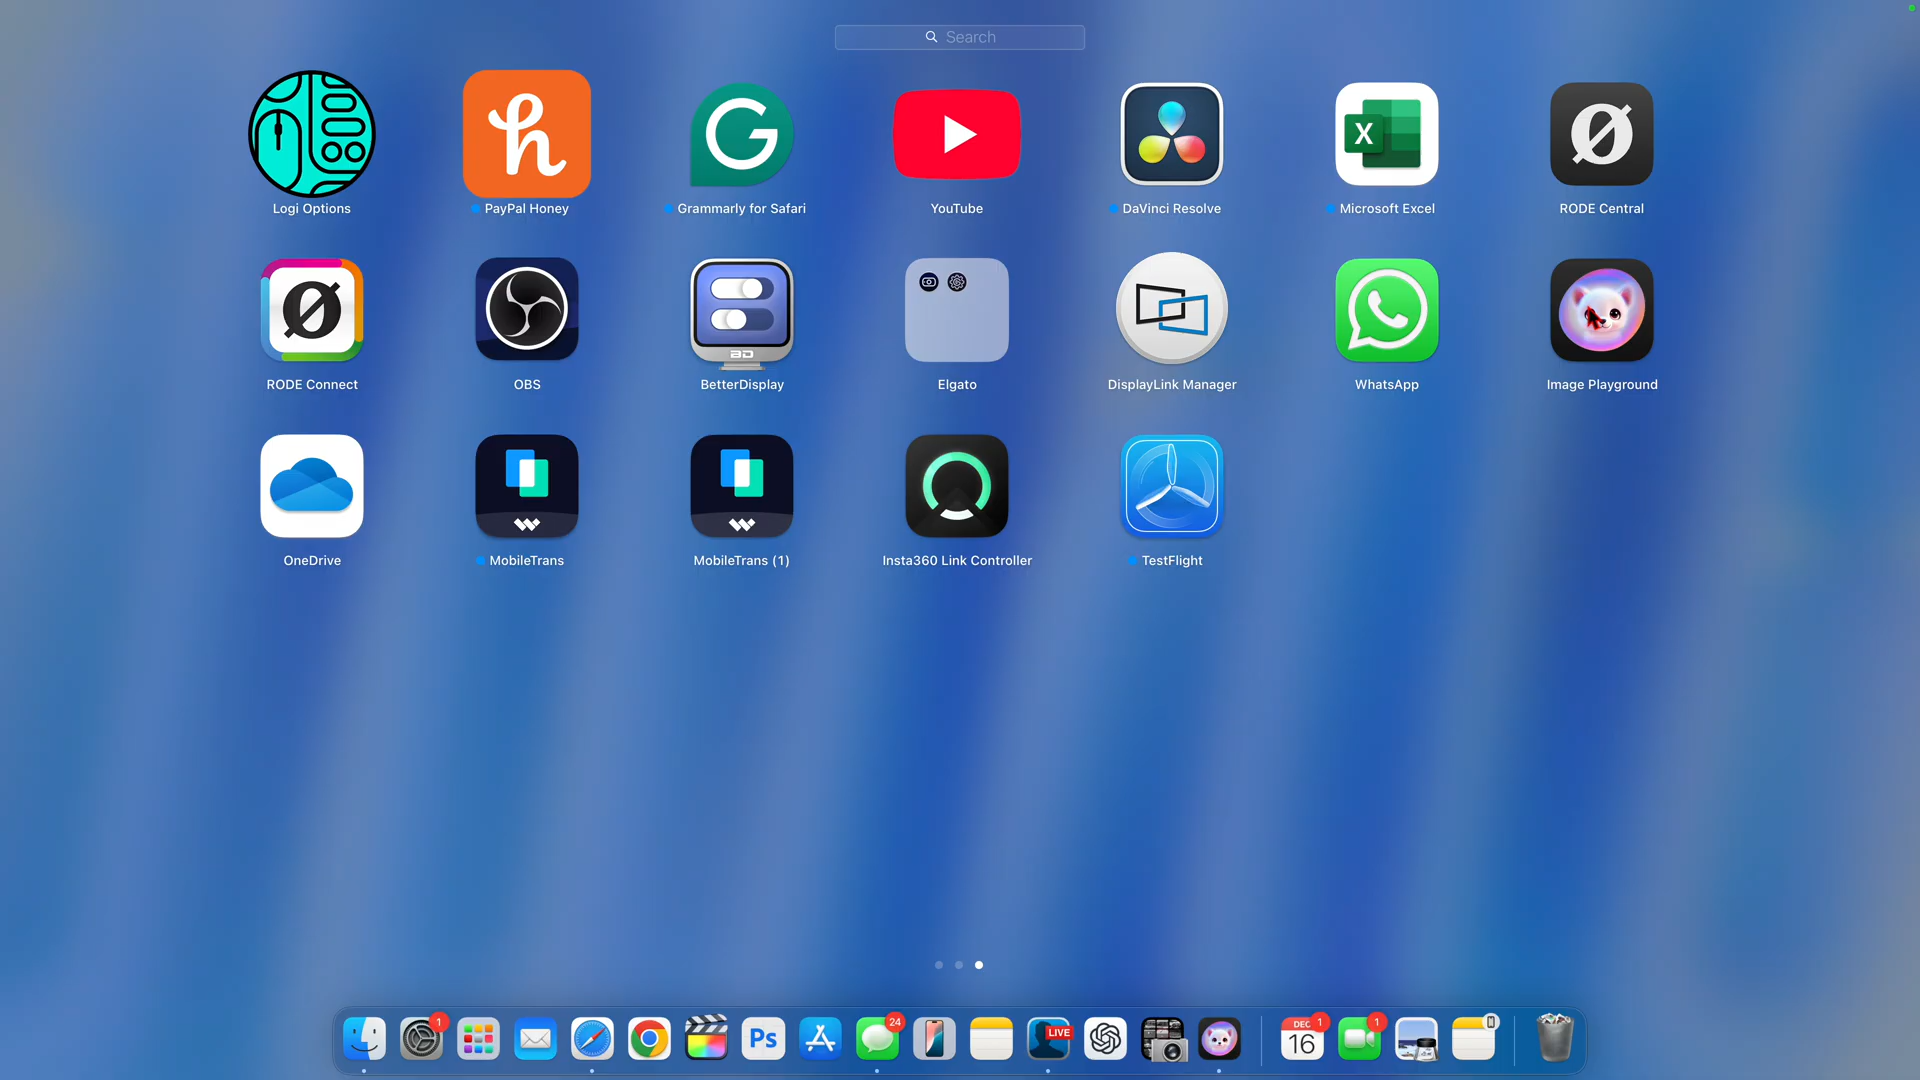 Search
Logi Options
PayPal Honey
Grammarly for Safari
YouTube
DaVinci Resolve
Microsoft Excel
RODE Central
RODE Connect
OBS
BetterDisplay
Elgato
DisplayLink Manager
WhatsApp
Image Playground
OneDrive
MobileTrans
MobileTrans (1)
Insta360 Link Controller
TestFlight
1
Ps
24
LIVE
DEC
1
16
1